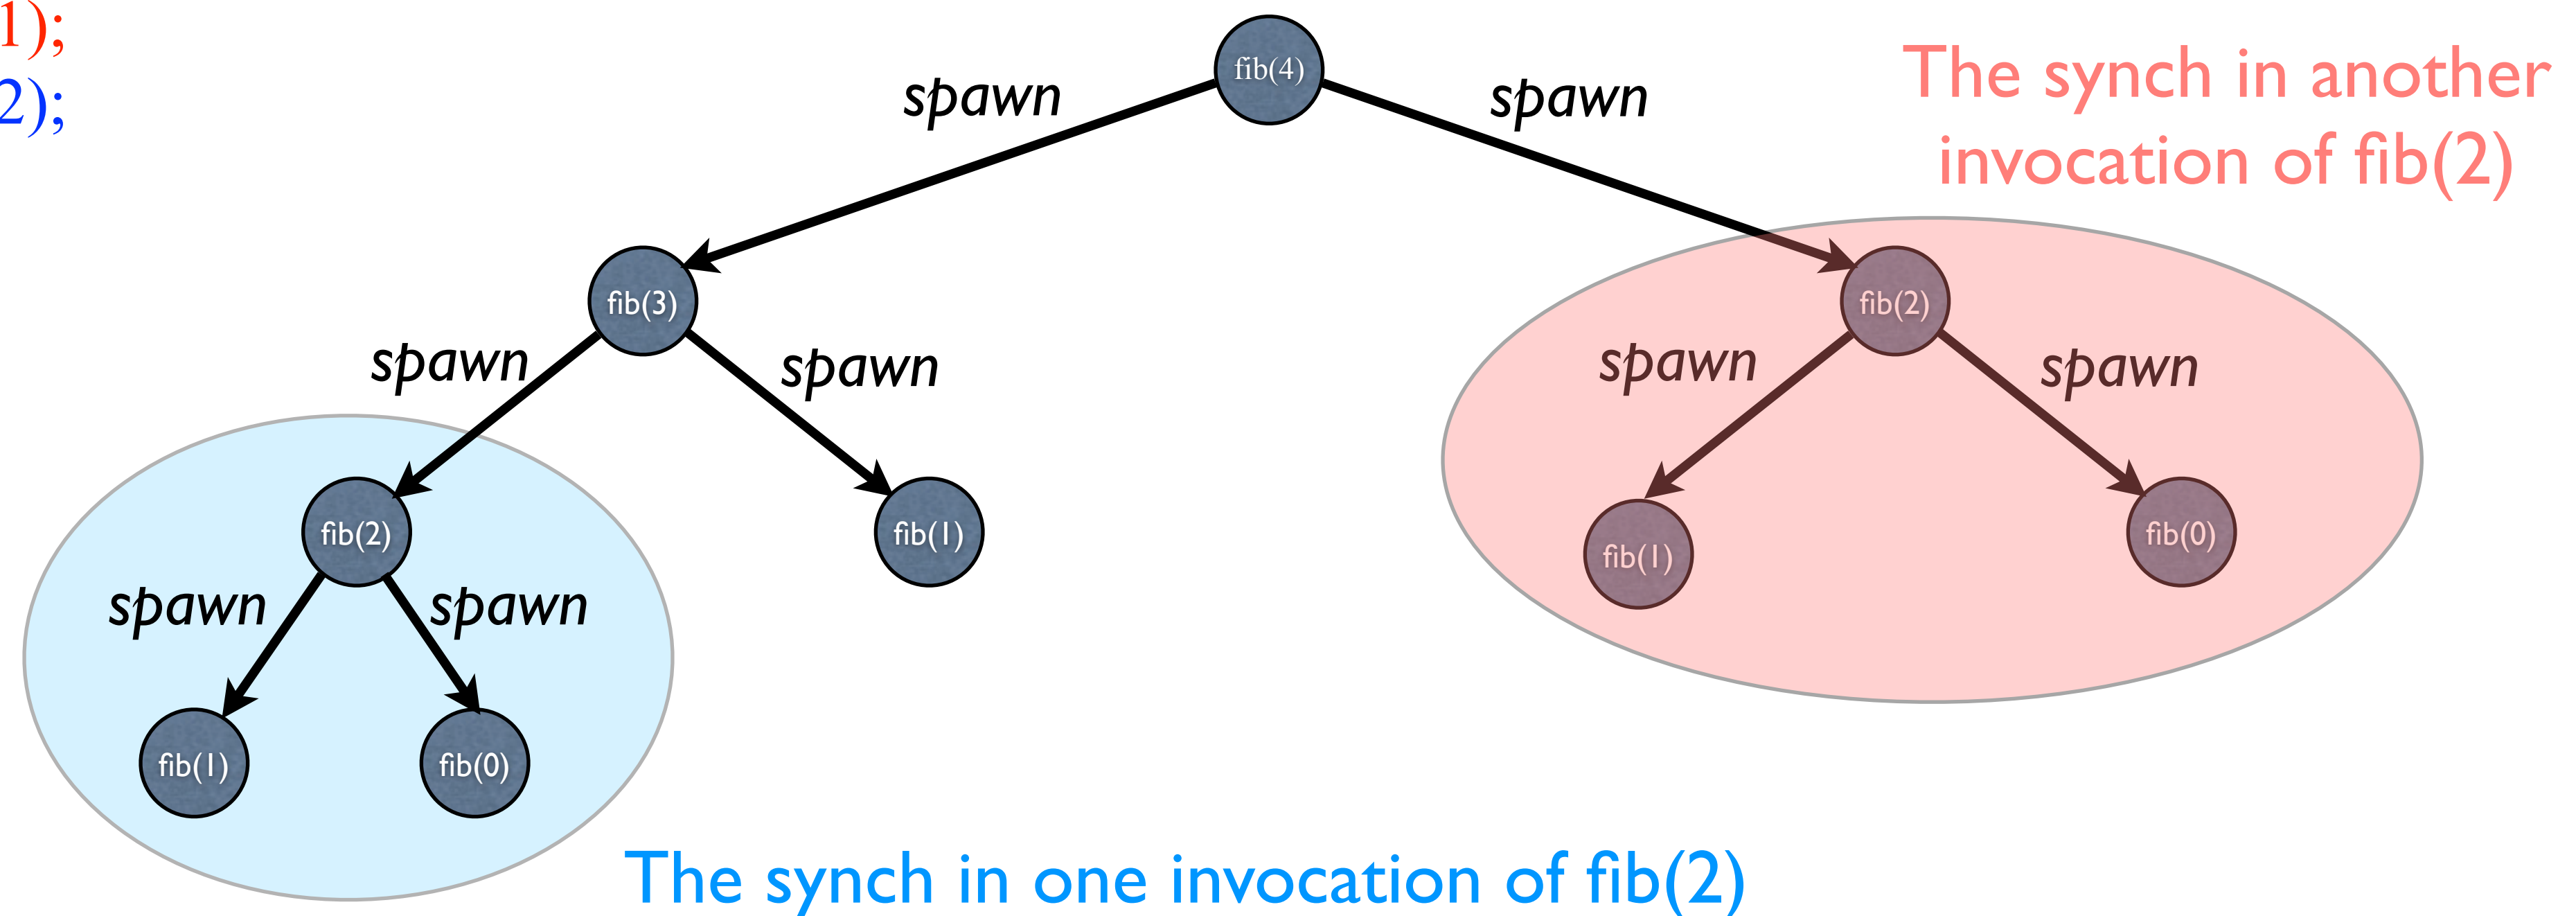 1);
2);
fib(4)
spawn
spawn
The synch in another
invocation of fib(2)
fib(3)
fib(2)
spawn
spawn
spawn
spawn
fib(2)
fib(1)
fib(1)
fib(0)
spawn
spawn
fib(1)
fib(0)
The synch in one invocation of fib(2)